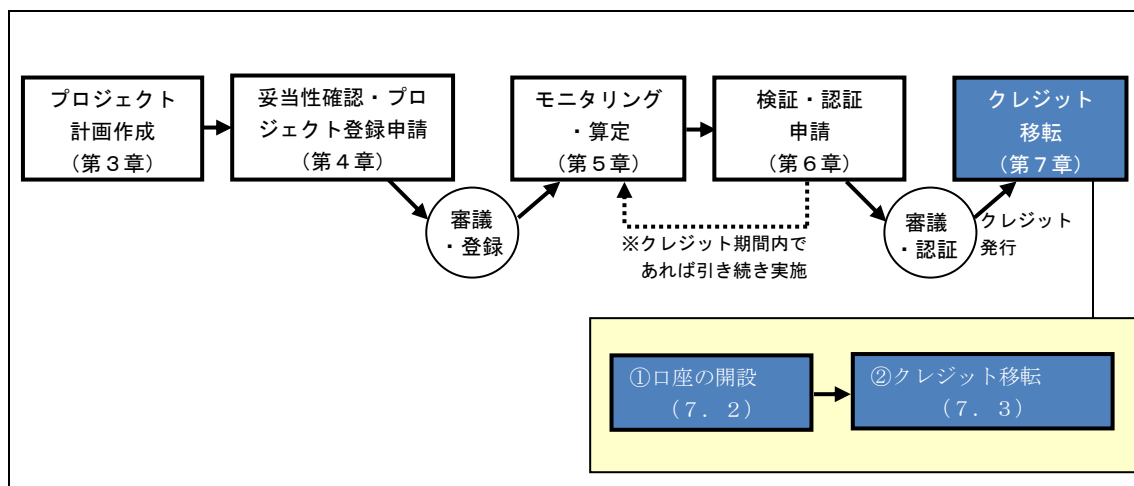 プロジェクト
計画作成
（第３章）
妥当性確認・プロ
ジェクト登録申請
（第４章）
審議
・登録
モニタリング
・算定
（第５章）
検証・認証
申請
（第６章）
※クレジット期間内で
あれば引き続き実施
審議
・認証
クレジット
発行
クレジット
移転
（第７章）
①口座の開設
（７．２）
②クレジット移転
（７．３）